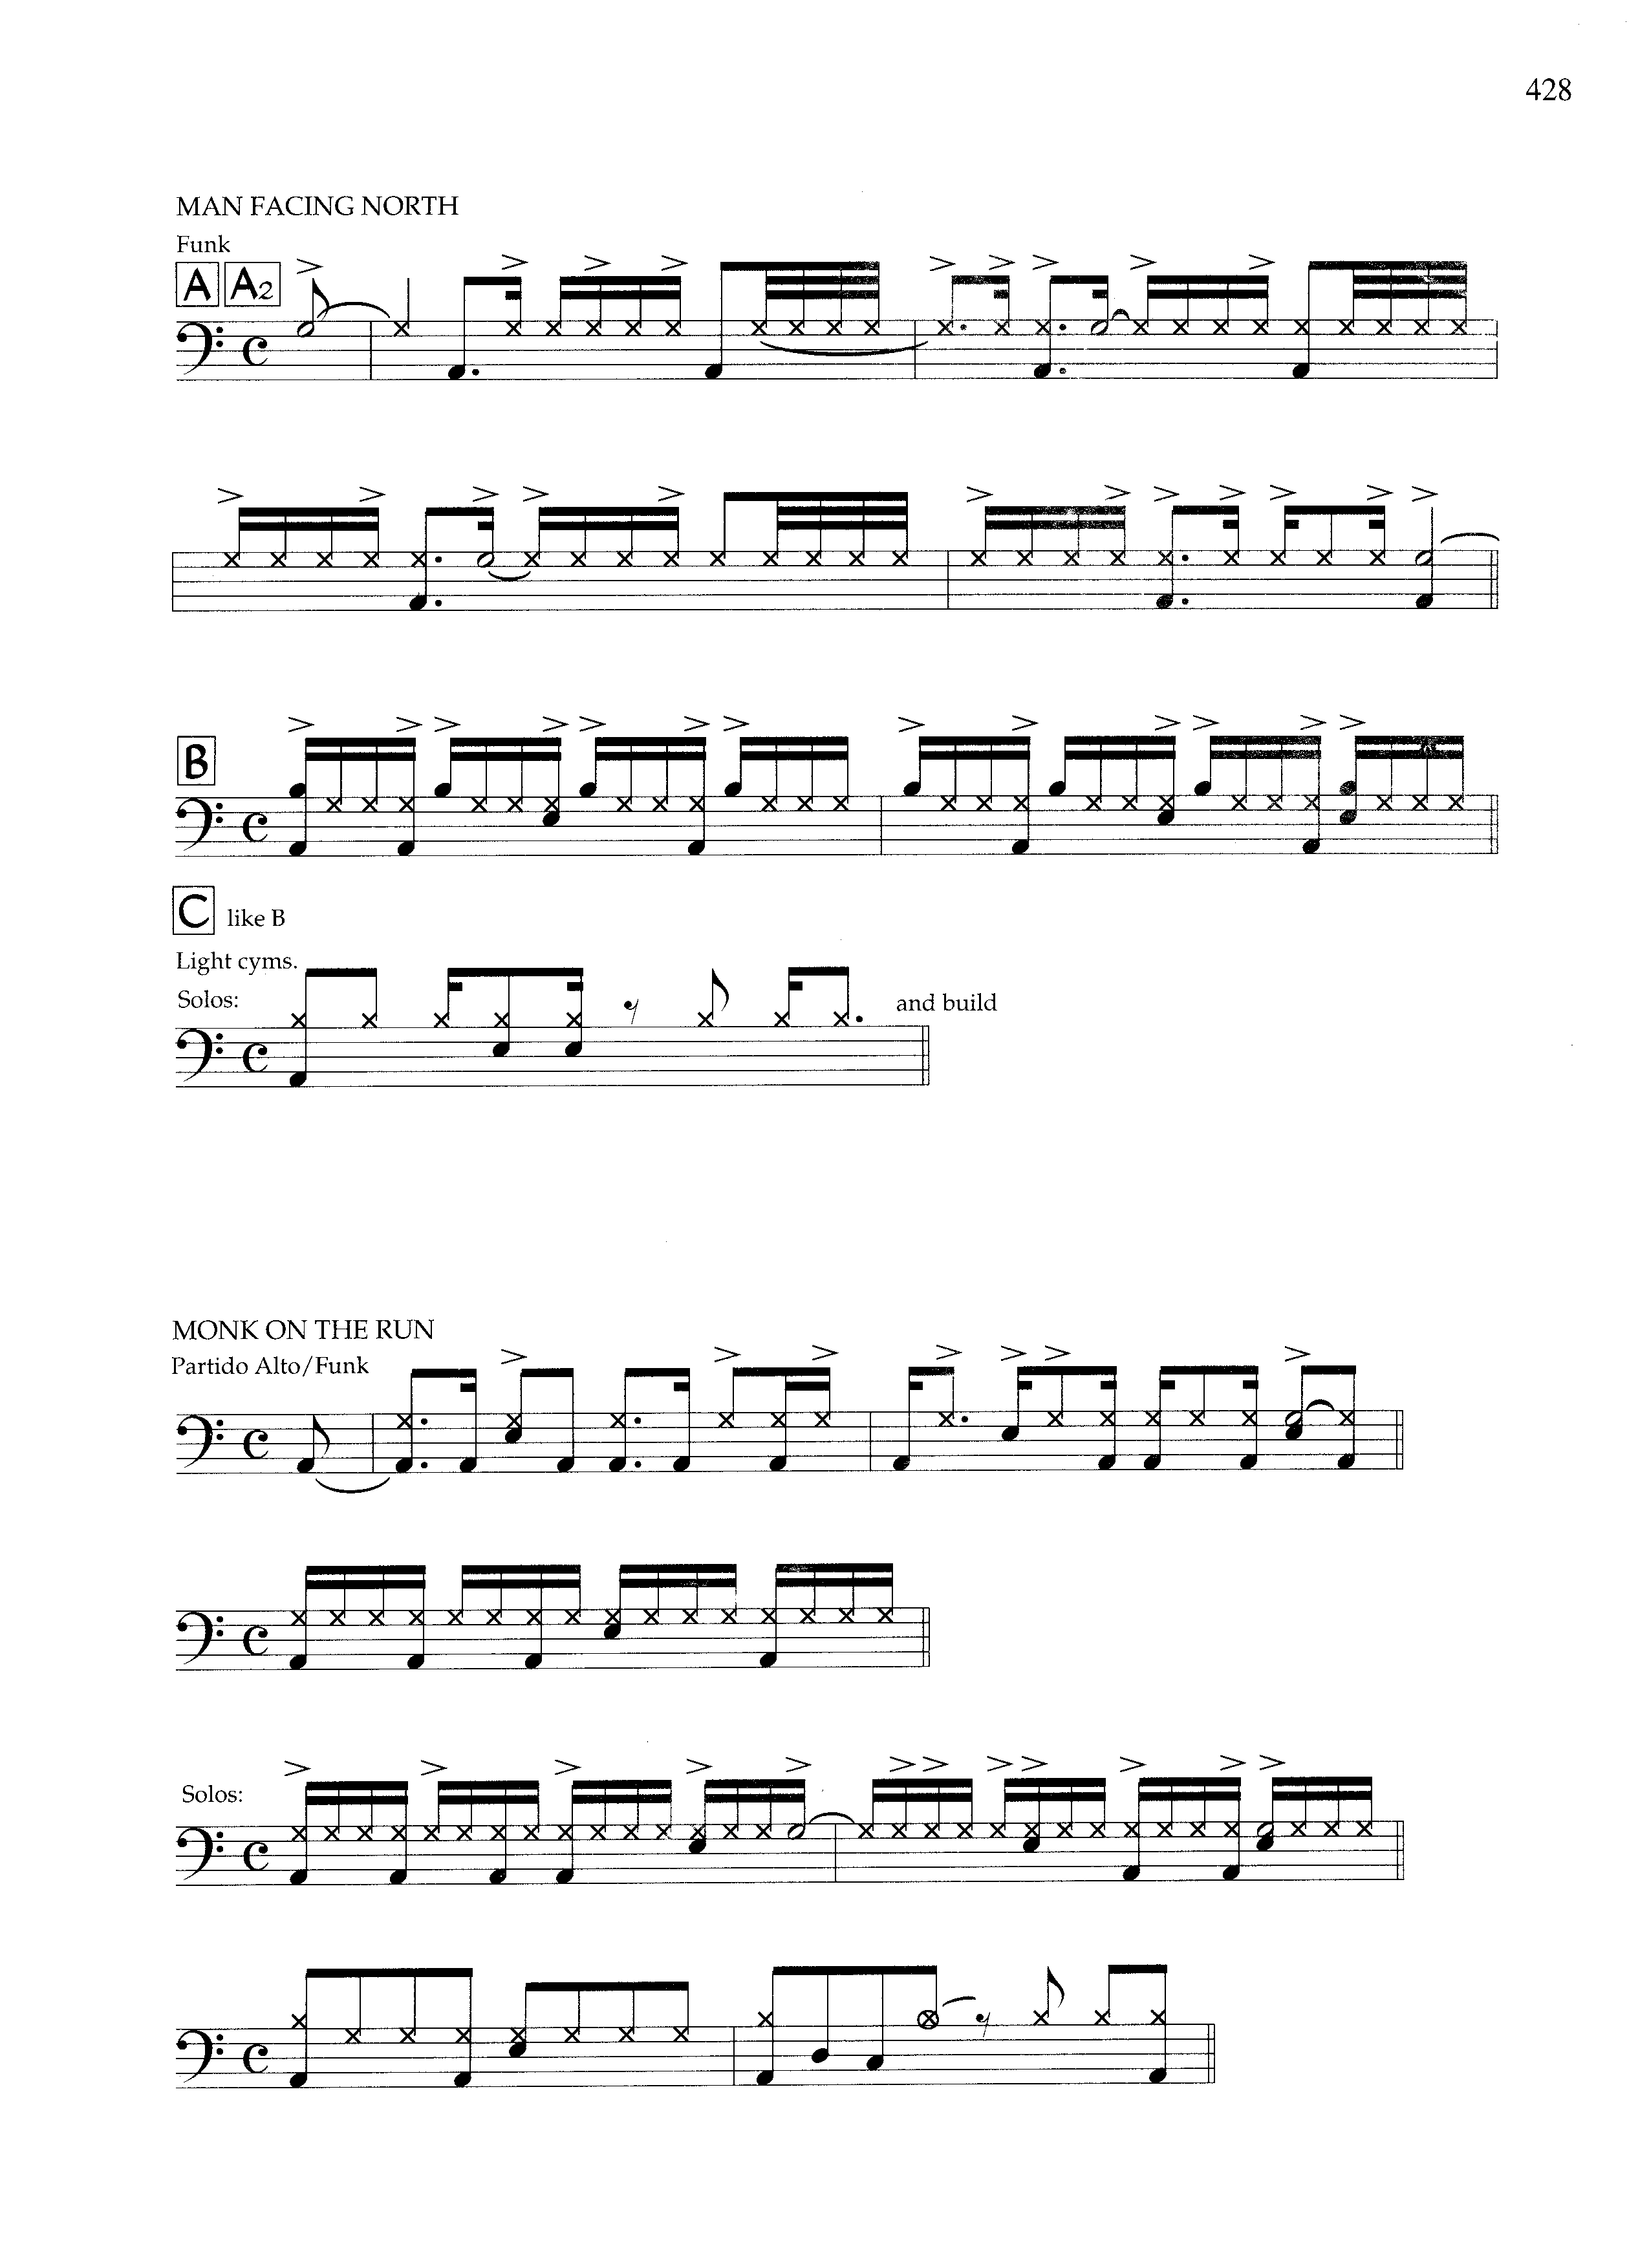 428
MAN FACING NORTH
Funk
A A2
B
C like B
Light cyms.
Solos: and build
MONK ON THE RUN
Partido Alto/Funk
Solos: